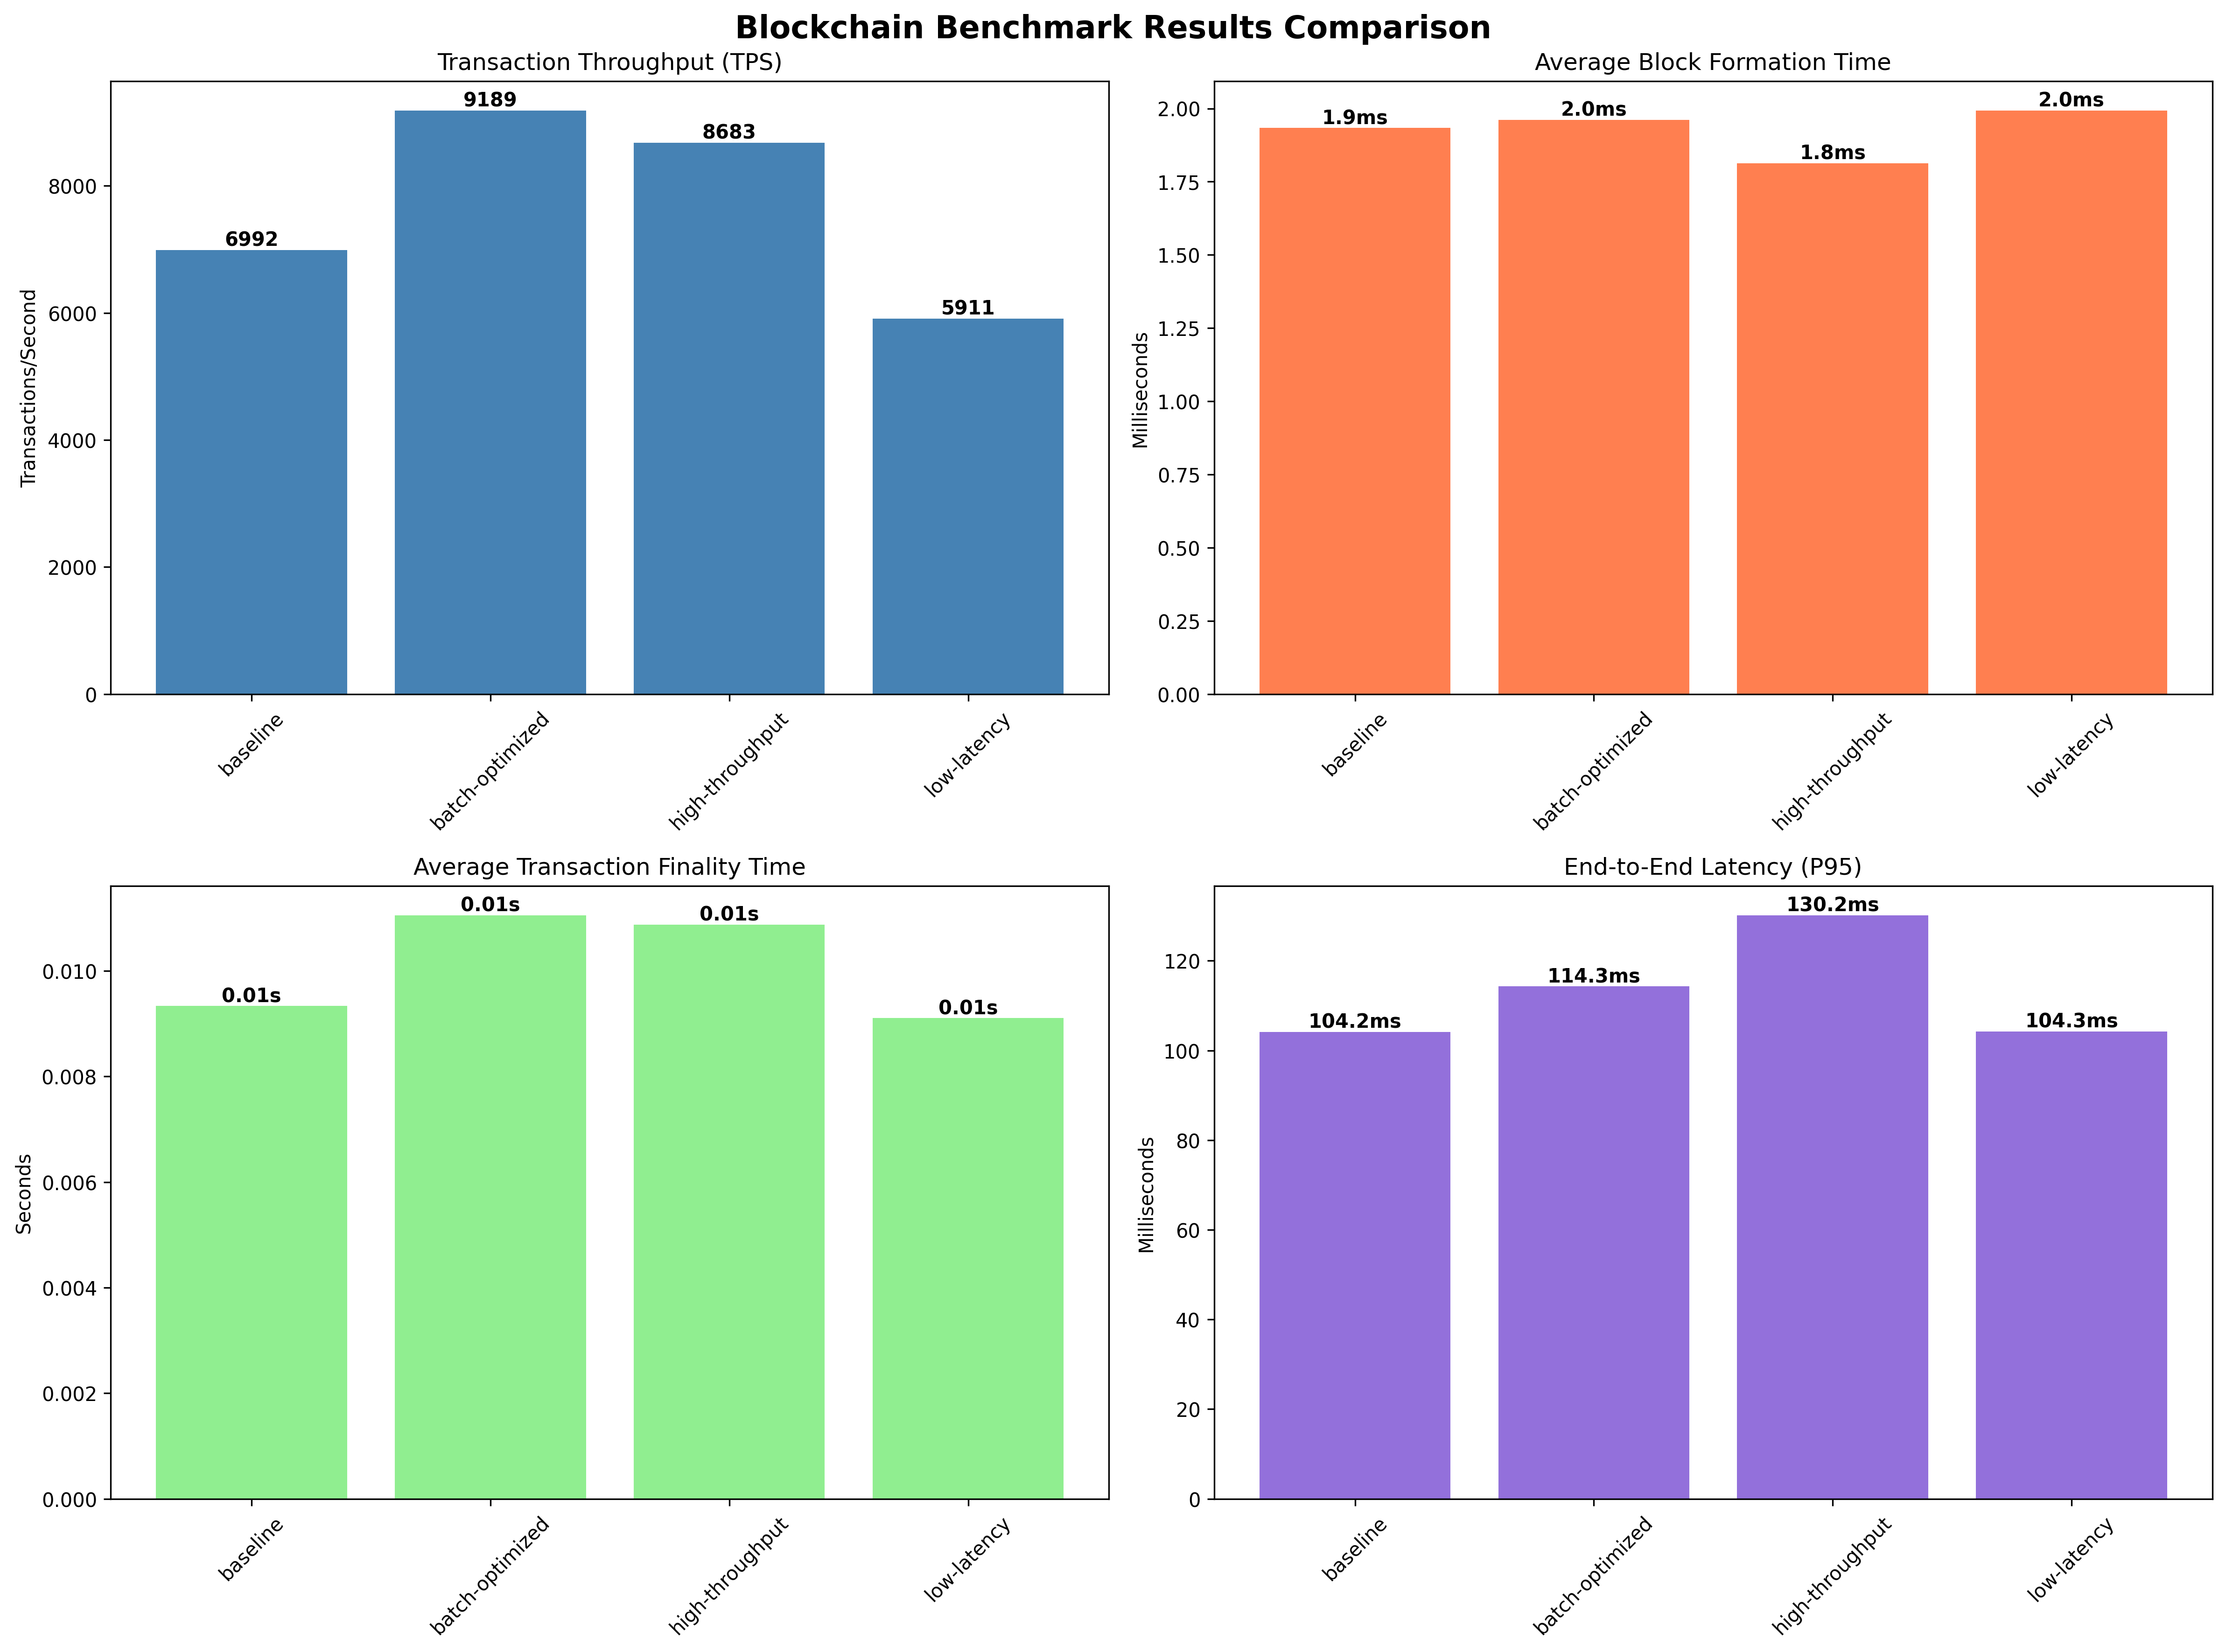 Blockchain Benchmark Results Comparison
Transaction Throughput (TPS)
Transactions/Second
8000
6000
4000
2000
0
6992
9189
8683
5911
baseline
batch-optimized
high-throughput
low-latency
Average Block Formation Time
Milliseconds
2.00
1.75
1.50
1.25
1.00
0.75
0.50
0.25
0.00
1.9ms
2.0ms
1.8ms
2.0ms
baseline
batch-optimized
high-throughput
low-latency
Average Transaction Finality Time
Seconds
0.010
0.008
0.006
0.004
0.002
0.000
0.01s
0.01s
0.01s
0.01s
baseline
batch-optimized
high-throughput
low-latency
End-to-End Latency (P95)
Milliseconds
120
100
80
60
40
20
0
104.2ms
114.3ms
130.2ms
104.3ms
baseline
batch-optimized
high-throughput
low-latency